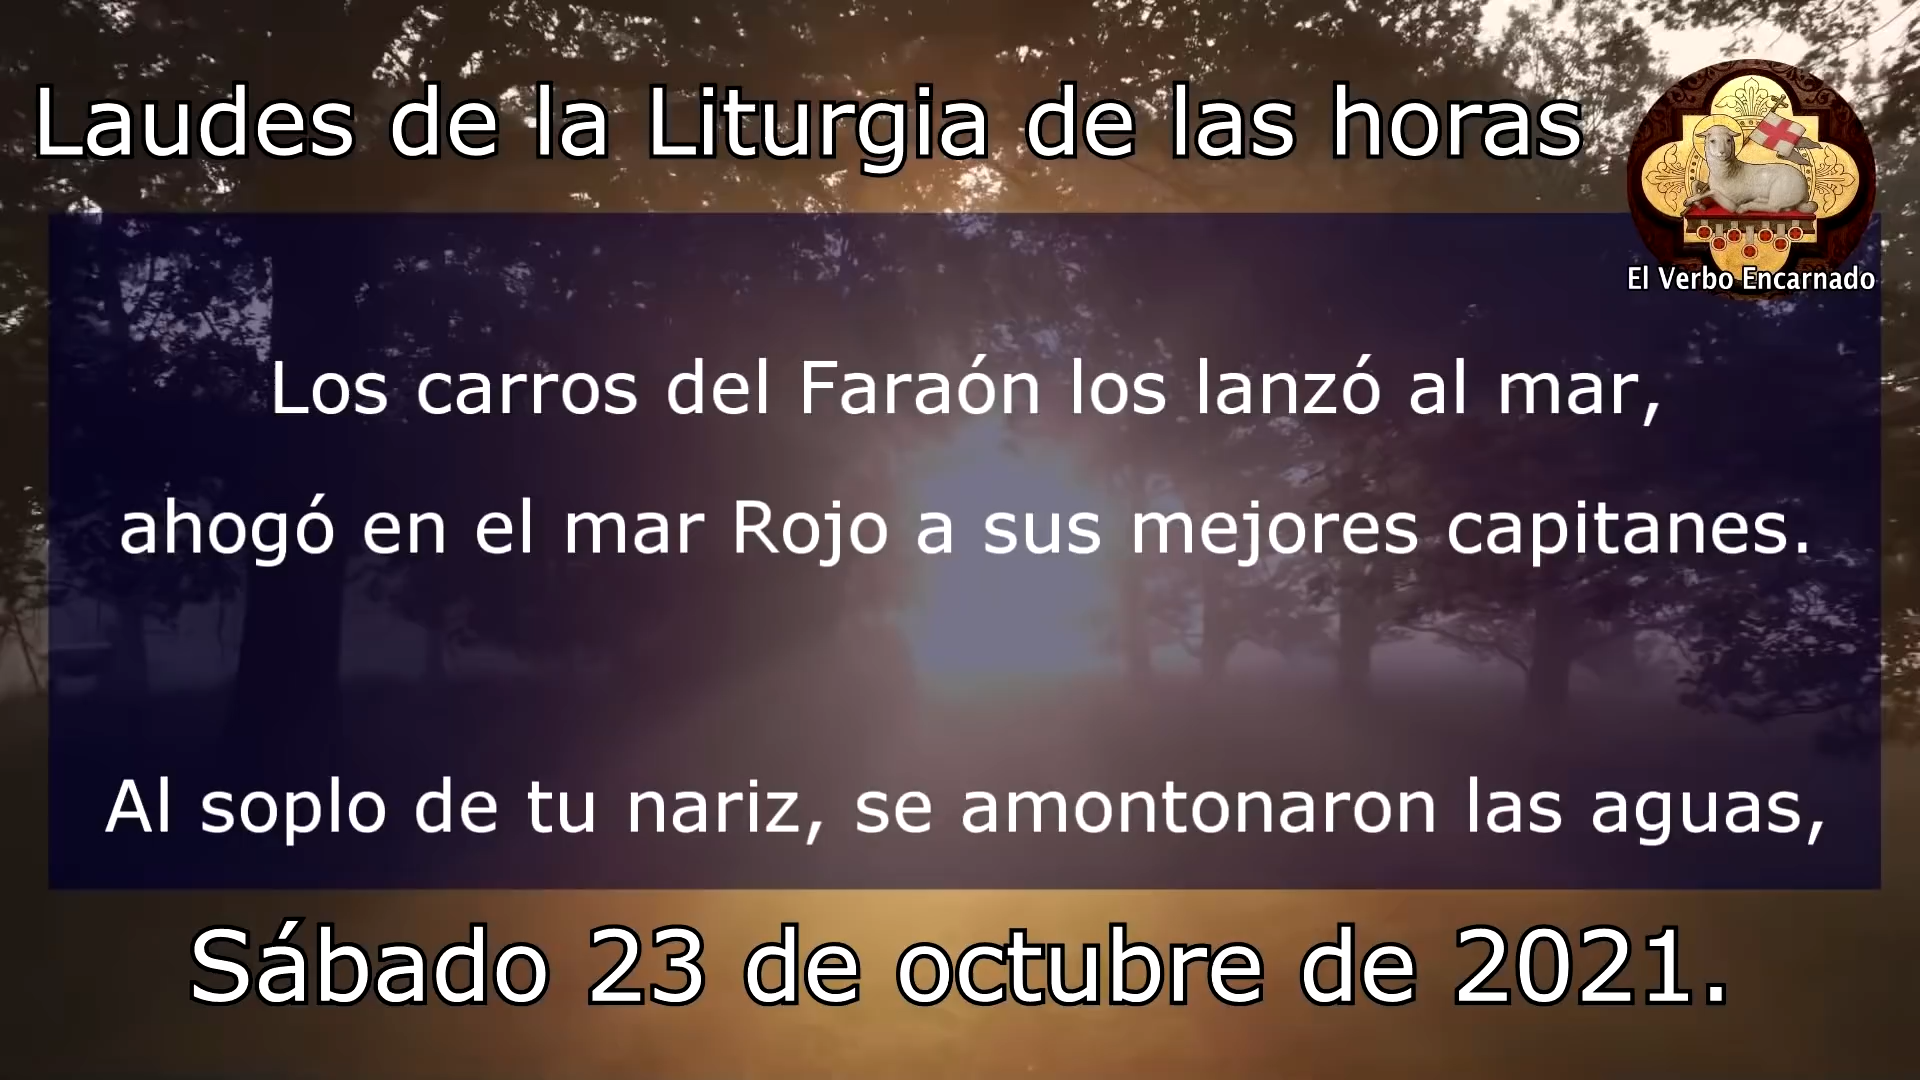 Laudes de la Liturgia de las horas
El Verbo Encarnado
Los carros del Faraón los lanzó al mar,
ahogó en el mar Rojo a sus mejores capitanes.
Al soplo de tu nariz, se amontonaron las aguas,
Sábado 23 de octubre de 2021.